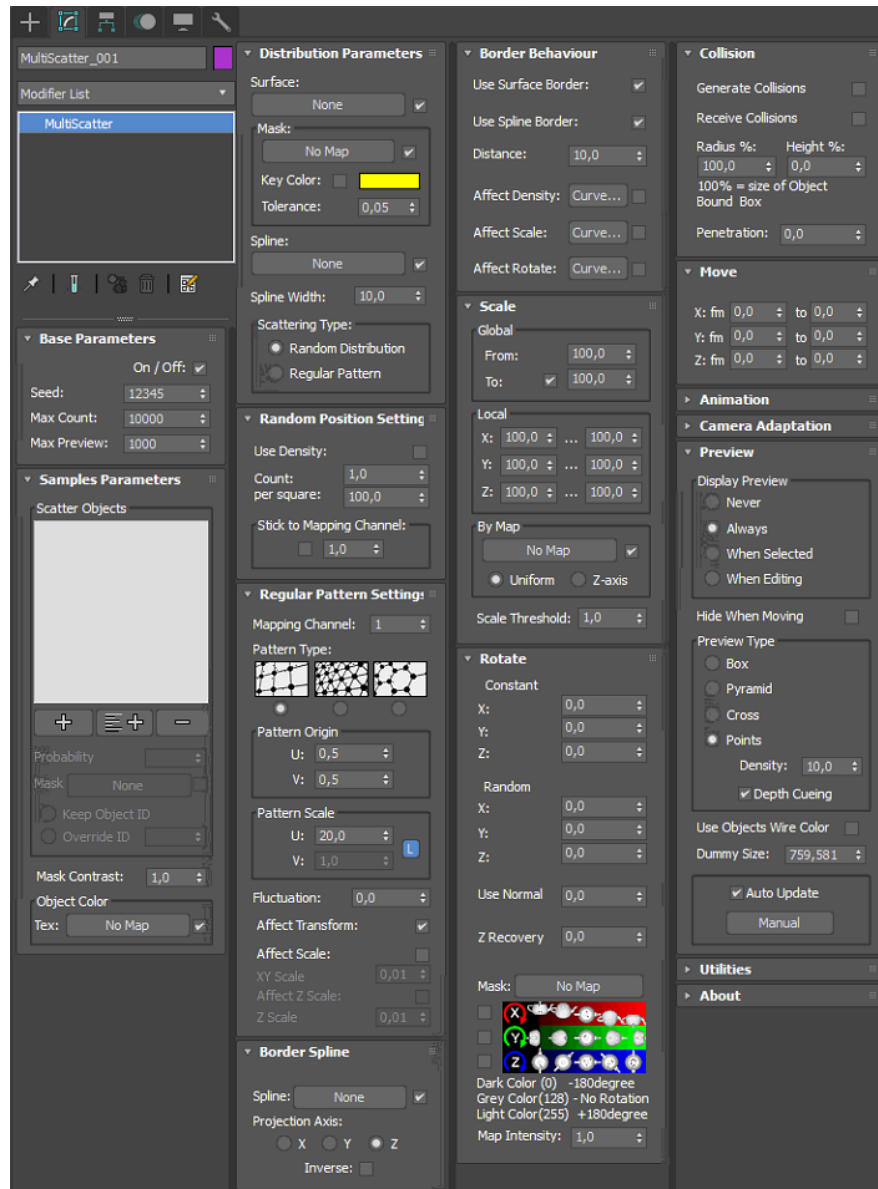 MultiScatter_001
Modifier List
MultiScatter
Base Parameters
On / Off:
Seed: 12345
Max Count: 10000
Max Preview: 1000
Samples Parameters
Scatter Objects
Probability
Mask None
Keep Object ID
Override ID
Mask Contrast: 1,0
Object Color
Tex: No Map
Distribution Parameters
Surface:
None
Mask:
No Map
Key Color:
Tolerance: 0,05
Spline:
None
Spline Width: 10,0
Scattering Type:
Random Distribution
Regular Pattern
Random Position Setting
Use Density:
Count: 1,0
per square: 100,0
Stick to Mapping Channel:
1,0
Regular Pattern Settings
Mapping Channel: 1
Pattern Type:
Pattern Origin
U: 0,5
V: 0,5
Pattern Scale
U: 20,0
L
V: 1,0
Fluctuation: 0,0
Affect Transform:
Affect Scale:
XY Scale 0,01
Affect Z Scale:
Z Scale 0,01
Border Spline
Spline: None
Projection Axis:
X Y Z
Inverse:
Border Behaviour
Use Surface Border:
Use Spline Border:
Distance: 10,0
Affect Density: Curve...
Affect Scale: Curve...
Affect Rotate: Curve...
Scale
Global
From: 100,0
To: 100,0
Local
X: 100,0 ... 100,0
Y: 100,0 ... 100,0
Z: 100,0 ... 100,0
By Map
No Map
Uniform Z-axis
Scale Threshold: 1,0
Rotate
Constant
X: 0,0
Y: 0,0
Z: 0,0
Random
X: 0,0
Y: 0,0
Z: 0,0
Use Normal 0,0
Z Recovery 0,0
Mask: No Map
X
Y
Z
Dark Color (0) -180degree
Grey Color(128) - No Rotation
Light Color(255) +180degree
Map Intensity: 1,0
Collision
Generate Collisions
Receive Collisions
Radius %: Height %:
100,0 0,0
100% = size of Object
Bound Box
Penetration: 0,0
Move
X: fm 0,0 to 0,0
Y: fm 0,0 to 0,0
Z: fm 0,0 to 0,0
Animation
Camera Adaptation
Preview
Display Preview
Never
Always
When Selected
When Editing
Hide When Moving
Preview Type
Box
Pyramid
Cross
Points
Density: 10,0
Depth Cueing
Use Objects Wire Color
Dummy Size: 759,581
Auto Update
Manual
Utilities
About